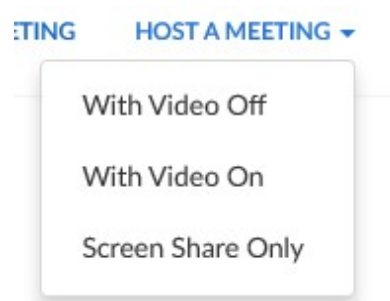 ETING HOST A MEETING
With Video Off
With Video On
Screen Share Only